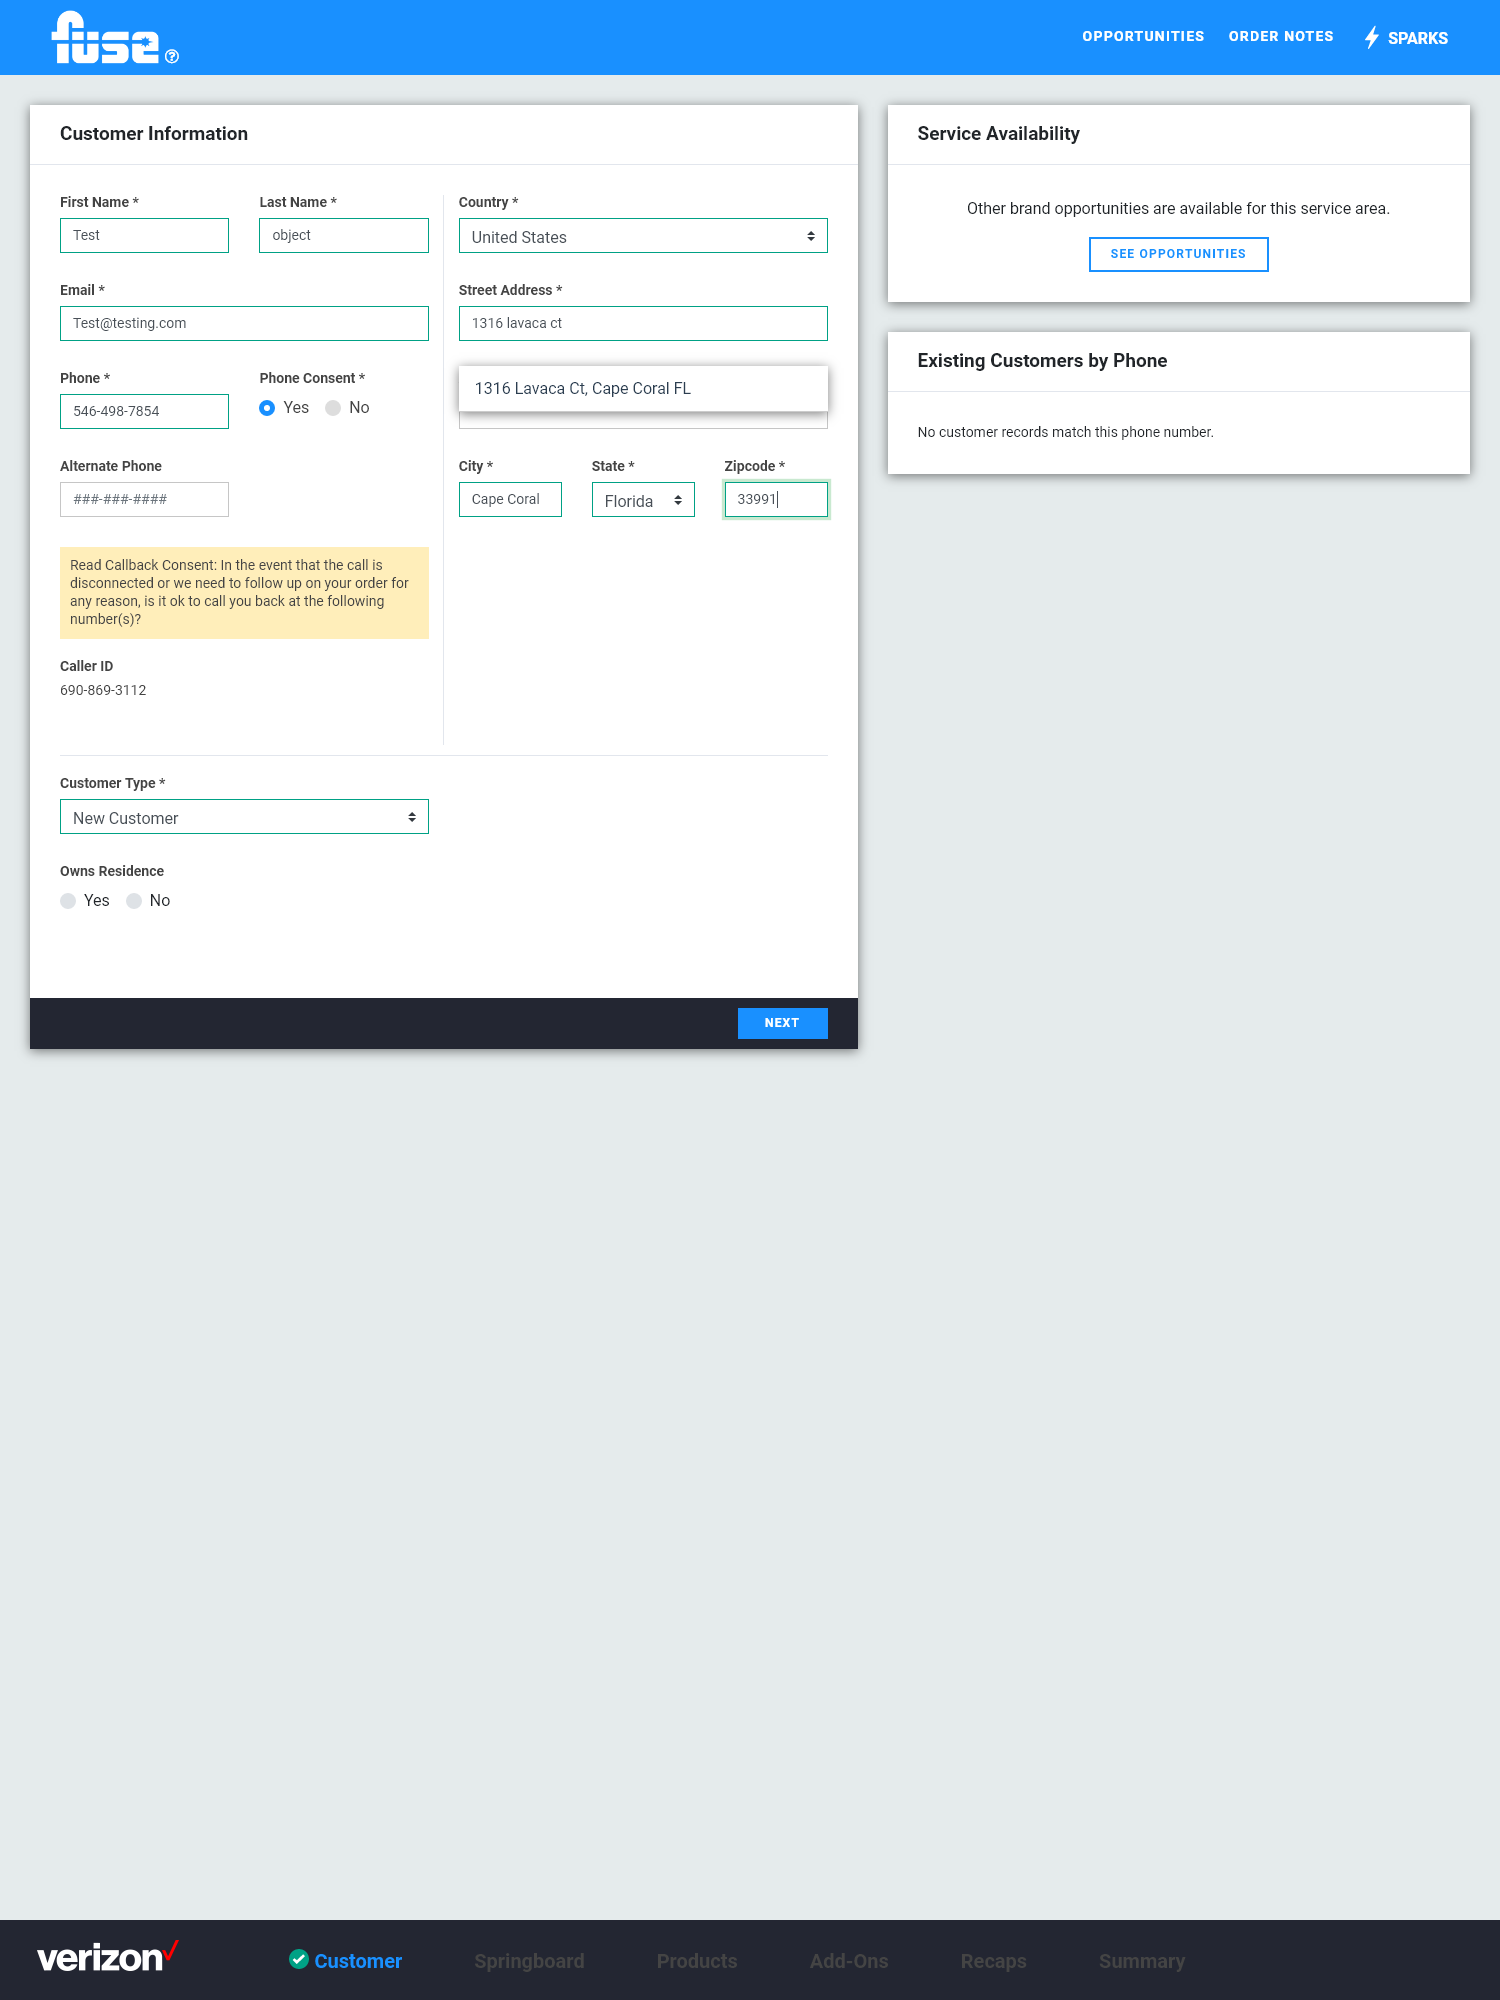 fuse
?
OPPORTUNITIES
ORDER NOTES
SPARKS
Customer Information
First Name *
Last Name *
Test
object
Email *
Test@testing.com
Phone *
Phone Consent *
546-498-7854
Yes
No
Alternate Phone
###-###-####
Read Callback Consent: In the event that the call is
disconnected or we need to follow up on your order for
any reason, is it ok to call you back at the following
number(s)?
Caller ID
690-869-3112
Country *
United States
Street Address *
1316 lavaca ct
1316 Lavaca Ct, Cape Coral FL
City *
State *
Zipcode *
Cape Coral
Florida
33991
Customer Type *
New Customer
Owns Residence
Yes
No
NEXT
Service Availability
Other brand opportunities are available for this service area.
SEE OPPORTUNITIES
Existing Customers by Phone
No customer records match this phone number.
verizon
Customer
Springboard
Products
Add-Ons
Recaps
Summary